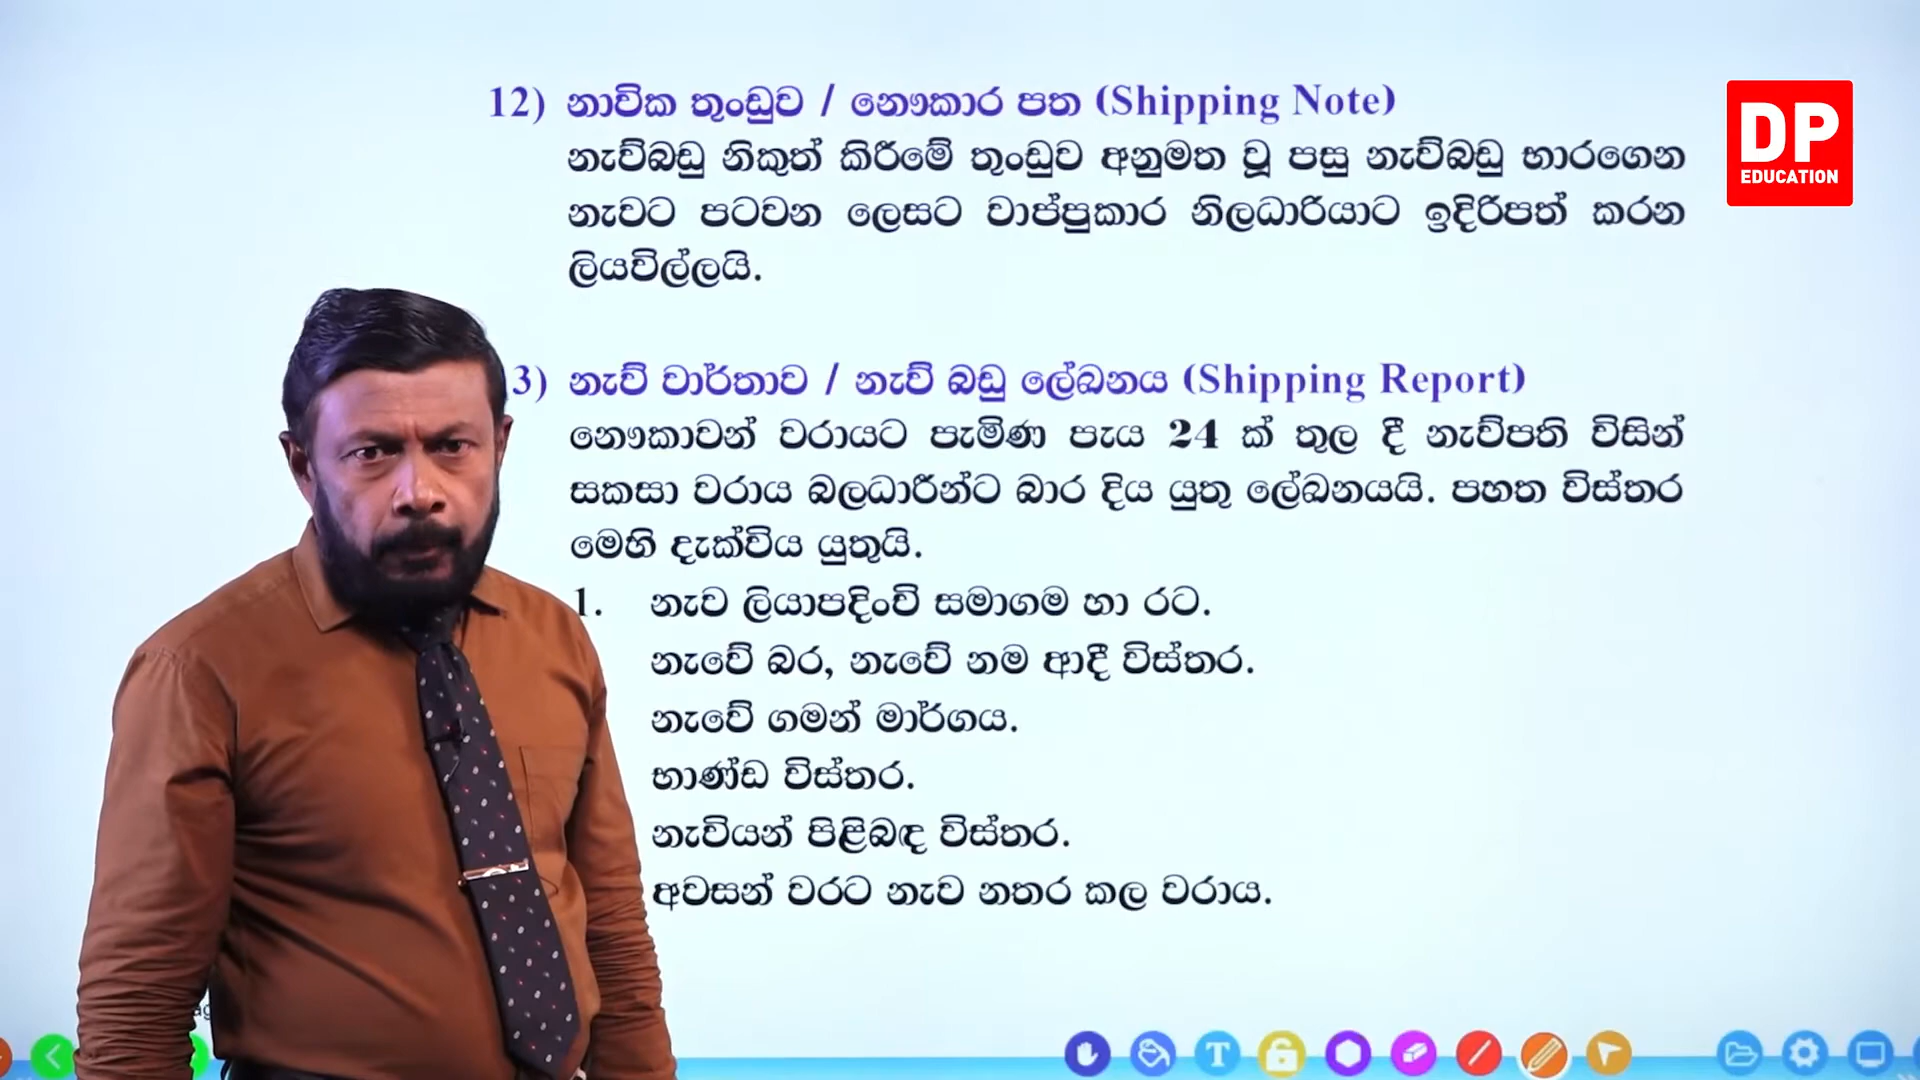 12) නාවික තුංඩුව / නෞකාර පත (Shipping Note)
නැව්බඩු නිකුත් කිරීමේ තුංඩුව අනුමත වූ පසු නැව්බඩු භාරගෙන
නැවට පටවන ලෙසට වාප්පුකාර නිලධාරියාට ඉදිරිපත් කරන
ලියවිල්ලයි.
DP
EDUCATION
3) නැව් වාර්තාව / නැව් බඩු ලේඛනය (Shipping Report)
නෞකාවන් වරායට පැමිණ පැය 24 ක් තුල දී නැව්පති විසින්
සකසා වරාය බලධාරීන්ට බාර දිය යුතු ලේඛනයයි. පහත විස්තර
මෙහි දැක්විය යුතුයි.
1. නැව ලියාපදිංචි සමාගම හා රට.
නැවේ බර, නැවේ නම ආදී විස්තර.
නැවේ ගමන් මාර්ගය.
භාණ්ඩ විස්තර.
නැවියන් පිළිබඳ විස්තර.
අවසන් වරට නැව නතර කල වරාය.